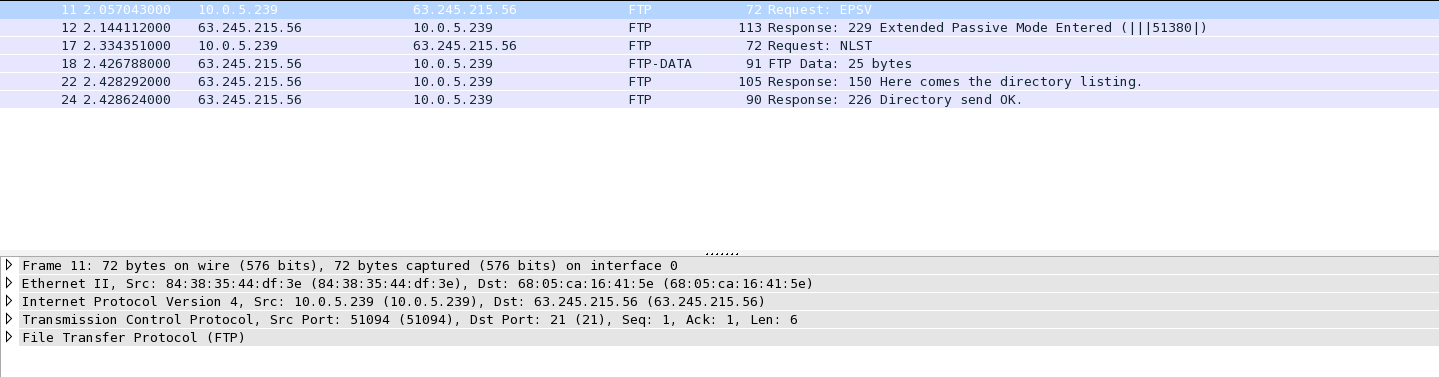 11 2.057043000 10.0.5.239 63.245.215.56 FTP 72 Request: EPSV
12 2.144112000 63.245.215.56 10.0.5.239 FTP 113 Response: 229 Extended Passive Mode Entered (|||51380|)
17 2.334351000 10.0.5.239 63.245.215.56 FTP 72 Request: NLST
18 2.426788000 63.245.215.56 10.0.5.239 FTP-DATA 91 FTP Data: 25 bytes
22 2.428292000 63.245.215.56 10.0.5.239 FTP 105 Response: 150 Here comes the directory listing.
24 2.428624000 63.245.215.56 10.0.5.239 FTP 90 Response: 226 Directory send OK.
Frame 11: 72 bytes on wire (576 bits), 72 bytes captured (576 bits) on interface 0
Ethernet II, Src: 84:38:35:44:df:3e (84:38:35:44:df:3e), Dst: 68:05:ca:16:41:5e (68:05:ca:16:41:5e)
Internet Protocol Version 4, Src: 10.0.5.239 (10.0.5.239), Dst: 63.245.215.56 (63.245.215.56)
Transmission Control Protocol, Src Port: 51094 (51094), Dst Port: 21 (21), Seq: 1, Ack: 1, Len: 6
File Transfer Protocol (FTP)